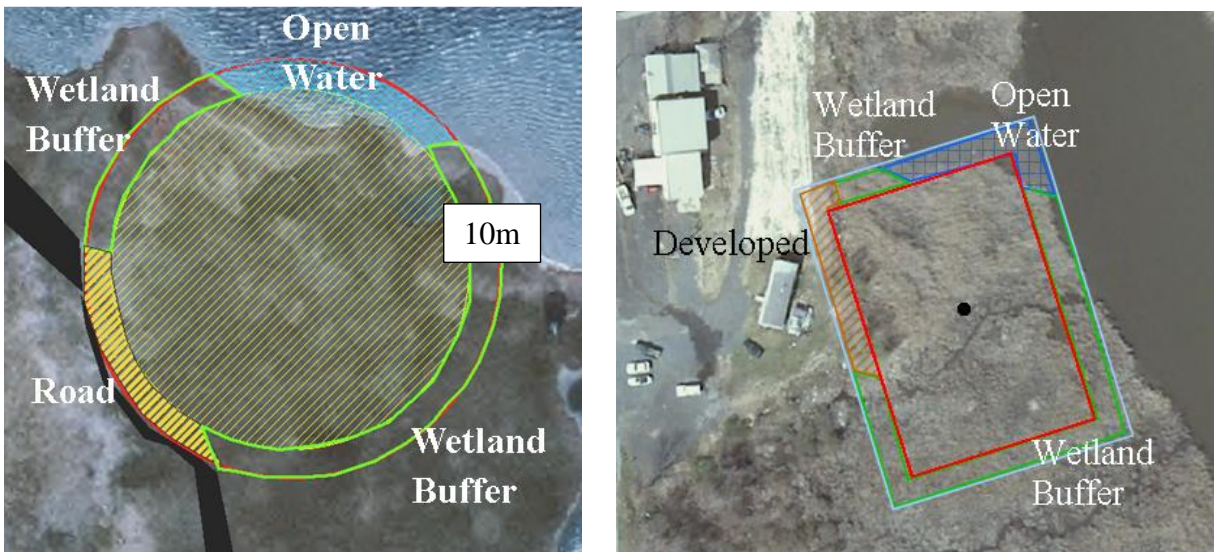 Open
Water
Wetland
Buffer
10m
Road
Wetland
Buffer
Open
Water
Wetland
Buffer
Developed
Wetland
Buffer